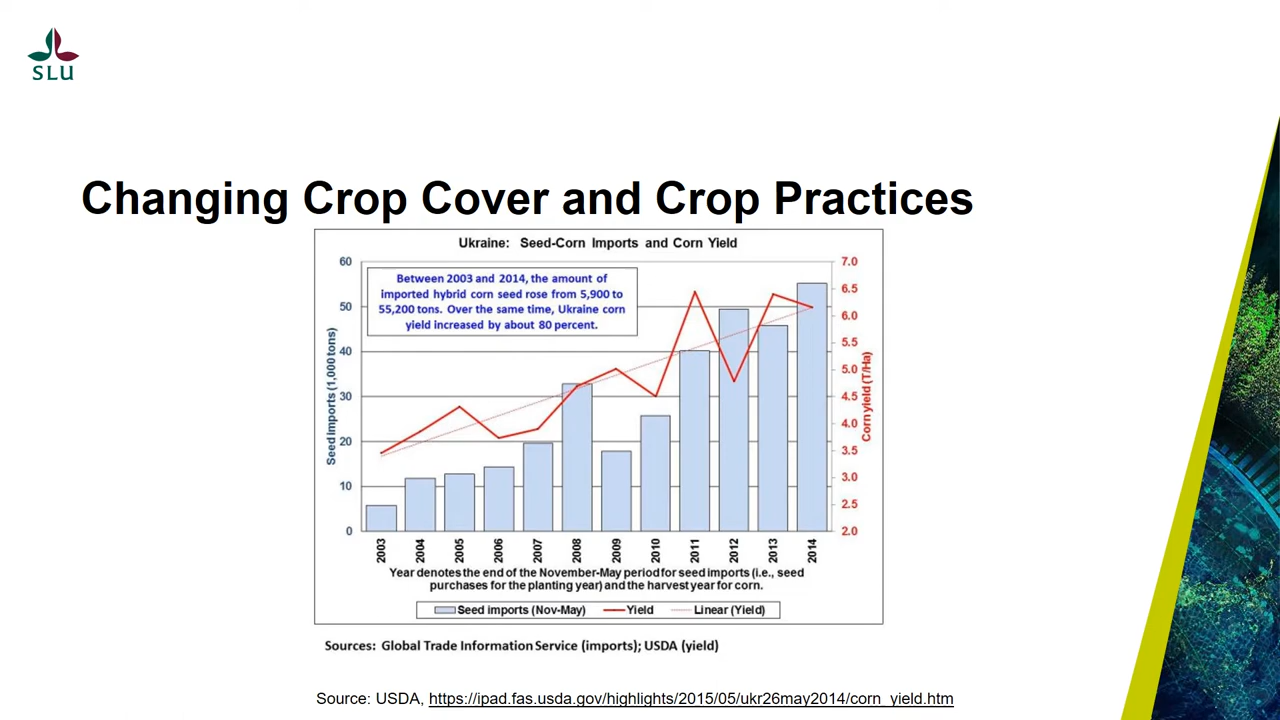 SLU
Changing Crop Cover and Crop Practices
Ukraine: Seed-Corn Imports and Corn Yield
Between 2003 and 2014, the amount of
imported hybrid corn seed rose from 5,900 to
55,200 tons. Over the same time, Ukraine corn
yield increased by about 80 percent.
Seed imports (1,000 tons)
60
50
40
30
20
10
0
7.0
6.5
6.0
5.5
5.0
4.5
4.0
3.5
3.0
2.5
2.0
Corn yield (T/Ha)
2003
2004
2005
2006
2007
2008
2009
2010
2011
2012
2013
2014
Year denotes the end of the November-May period for seed imports (i.e., seed
purchases for the planting year) and the harvest year for corn.
Seed imports (Nov-May) Yield Linear (Yield)
Sources: Global Trade Information Service (imports); USDA (yield)
Source: USDA, https://ipad.fas.usda.gov/highlights/2015/05/ukr26may2014/corn_yield.htm